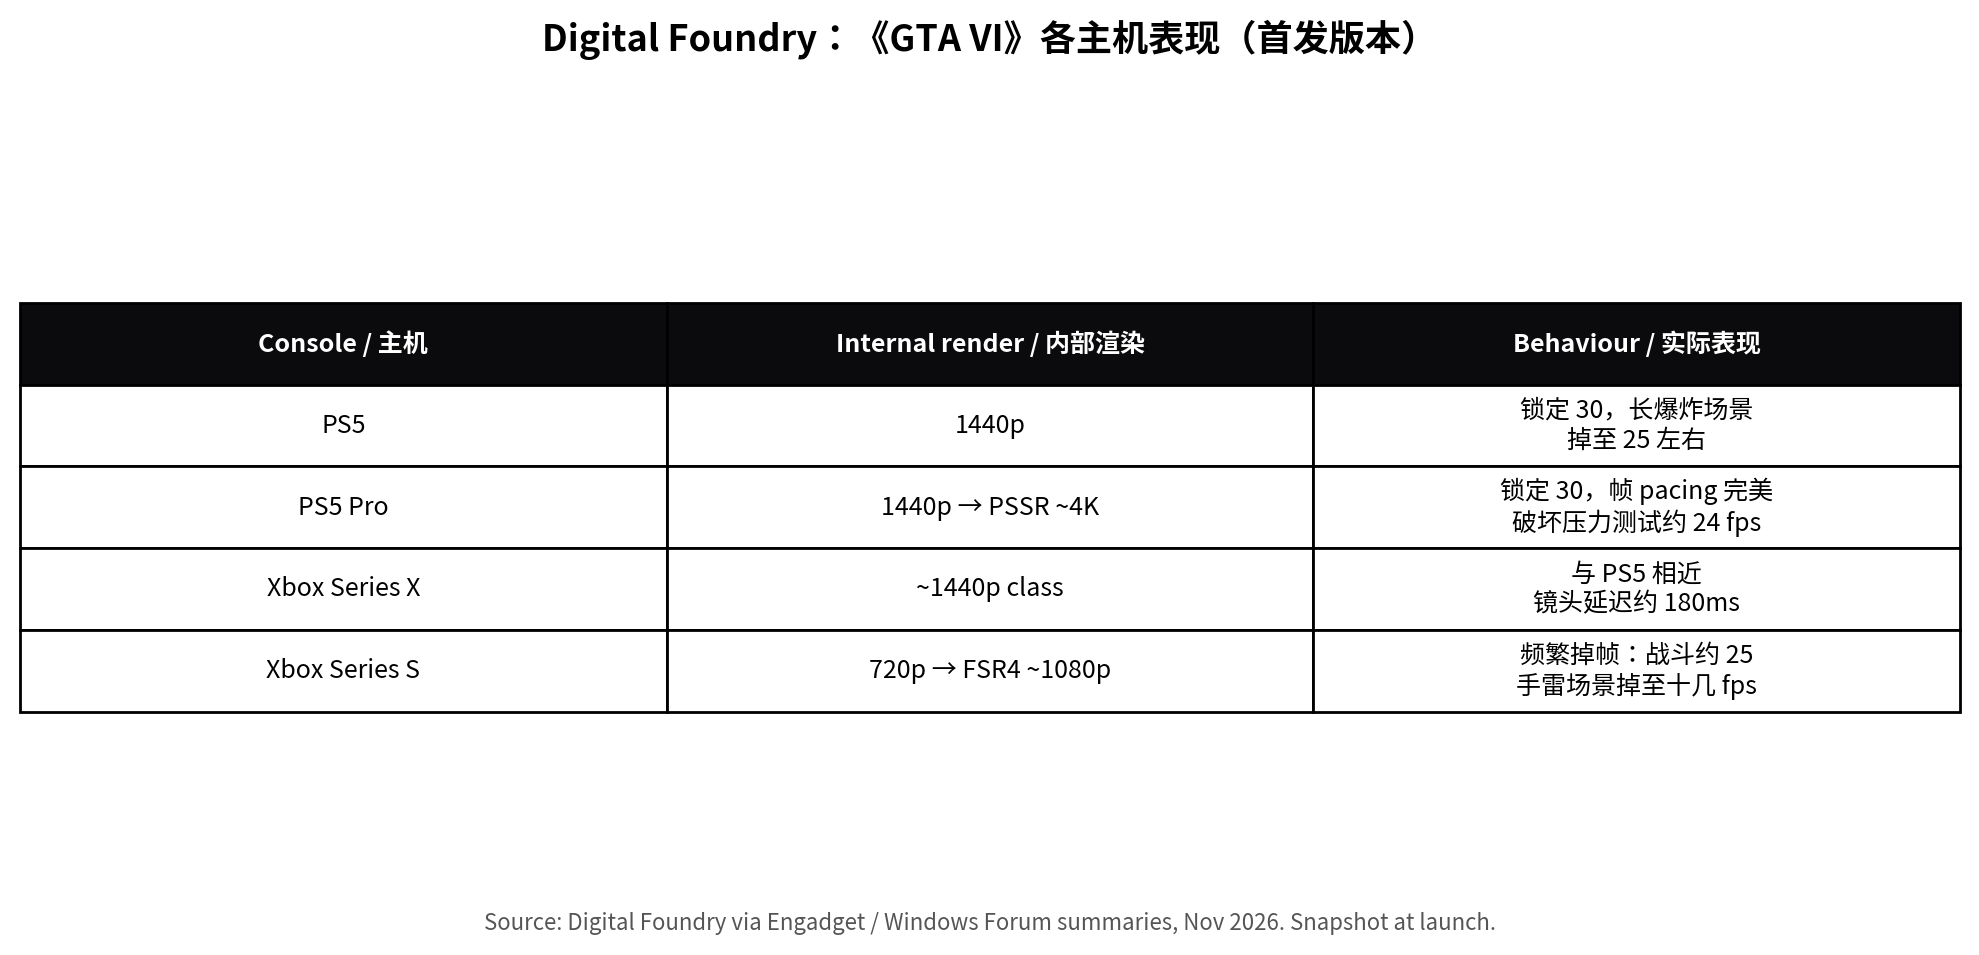 Digital Foundry：《GTA VI》各主机表现（首发版本）
Console / 主机
Internal render / 内部渲染
Behaviour / 实际表现
PS5
1440p
锁定 30，长爆炸场景
掉至 25 左右
PS5 Pro
1440p → PSSR ~4K
锁定 30，帧 pacing 完美
破坏压力测试约 24 fps
Xbox Series X
~1440p class
与 PS5 相近
镜头延迟约 180ms
Xbox Series S
720p → FSR4 ~1080p
频繁掉帧：战斗约 25
手雷场景掉至十几 fps
Source: Digital Foundry via Engadget / Windows Forum summaries, Nov 2026. Snapshot at launch.